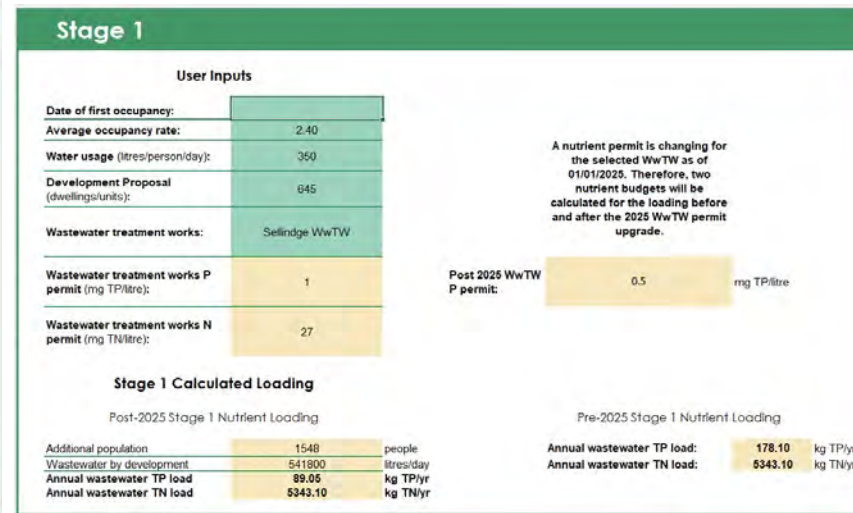 Stage 1
User Inputs
Date of first occupancy:
Average occupancy rate: 2.40
Water usage (litres/person/day): 350
Development Proposal
(dwellings/units): 645
Wastewater treatment works: Sellindge WwTW
Wastewater treatment works P
permit (mg TP/litre): 1
Wastewater treatment works N
permit (mg TN/litre): 27
A nutrient permit is changing for
the selected WwTW as of
01/01/2025. Therefore, two
nutrient budgets will be
calculated for the loading before
and after the 2025 WwTW permit
upgrade.
Post 2025 WwTW
P permit: 0.5 mg TP/litre
Stage 1 Calculated Loading
Post-2025 Stage 1 Nutrient Loading
Additional population 1548 people
Wastewater by development 541800 litres/day
Annual wastewater TP load 89.05 kg TP/yr
Annual wastewater TN load 5343.10 kg TN/yr
Pre-2025 Stage 1 Nutrient Loading
Annual wastewater TP load: 178.10 kg TP/yr
Annual wastewater TN load: 5343.10 kg TN/yr